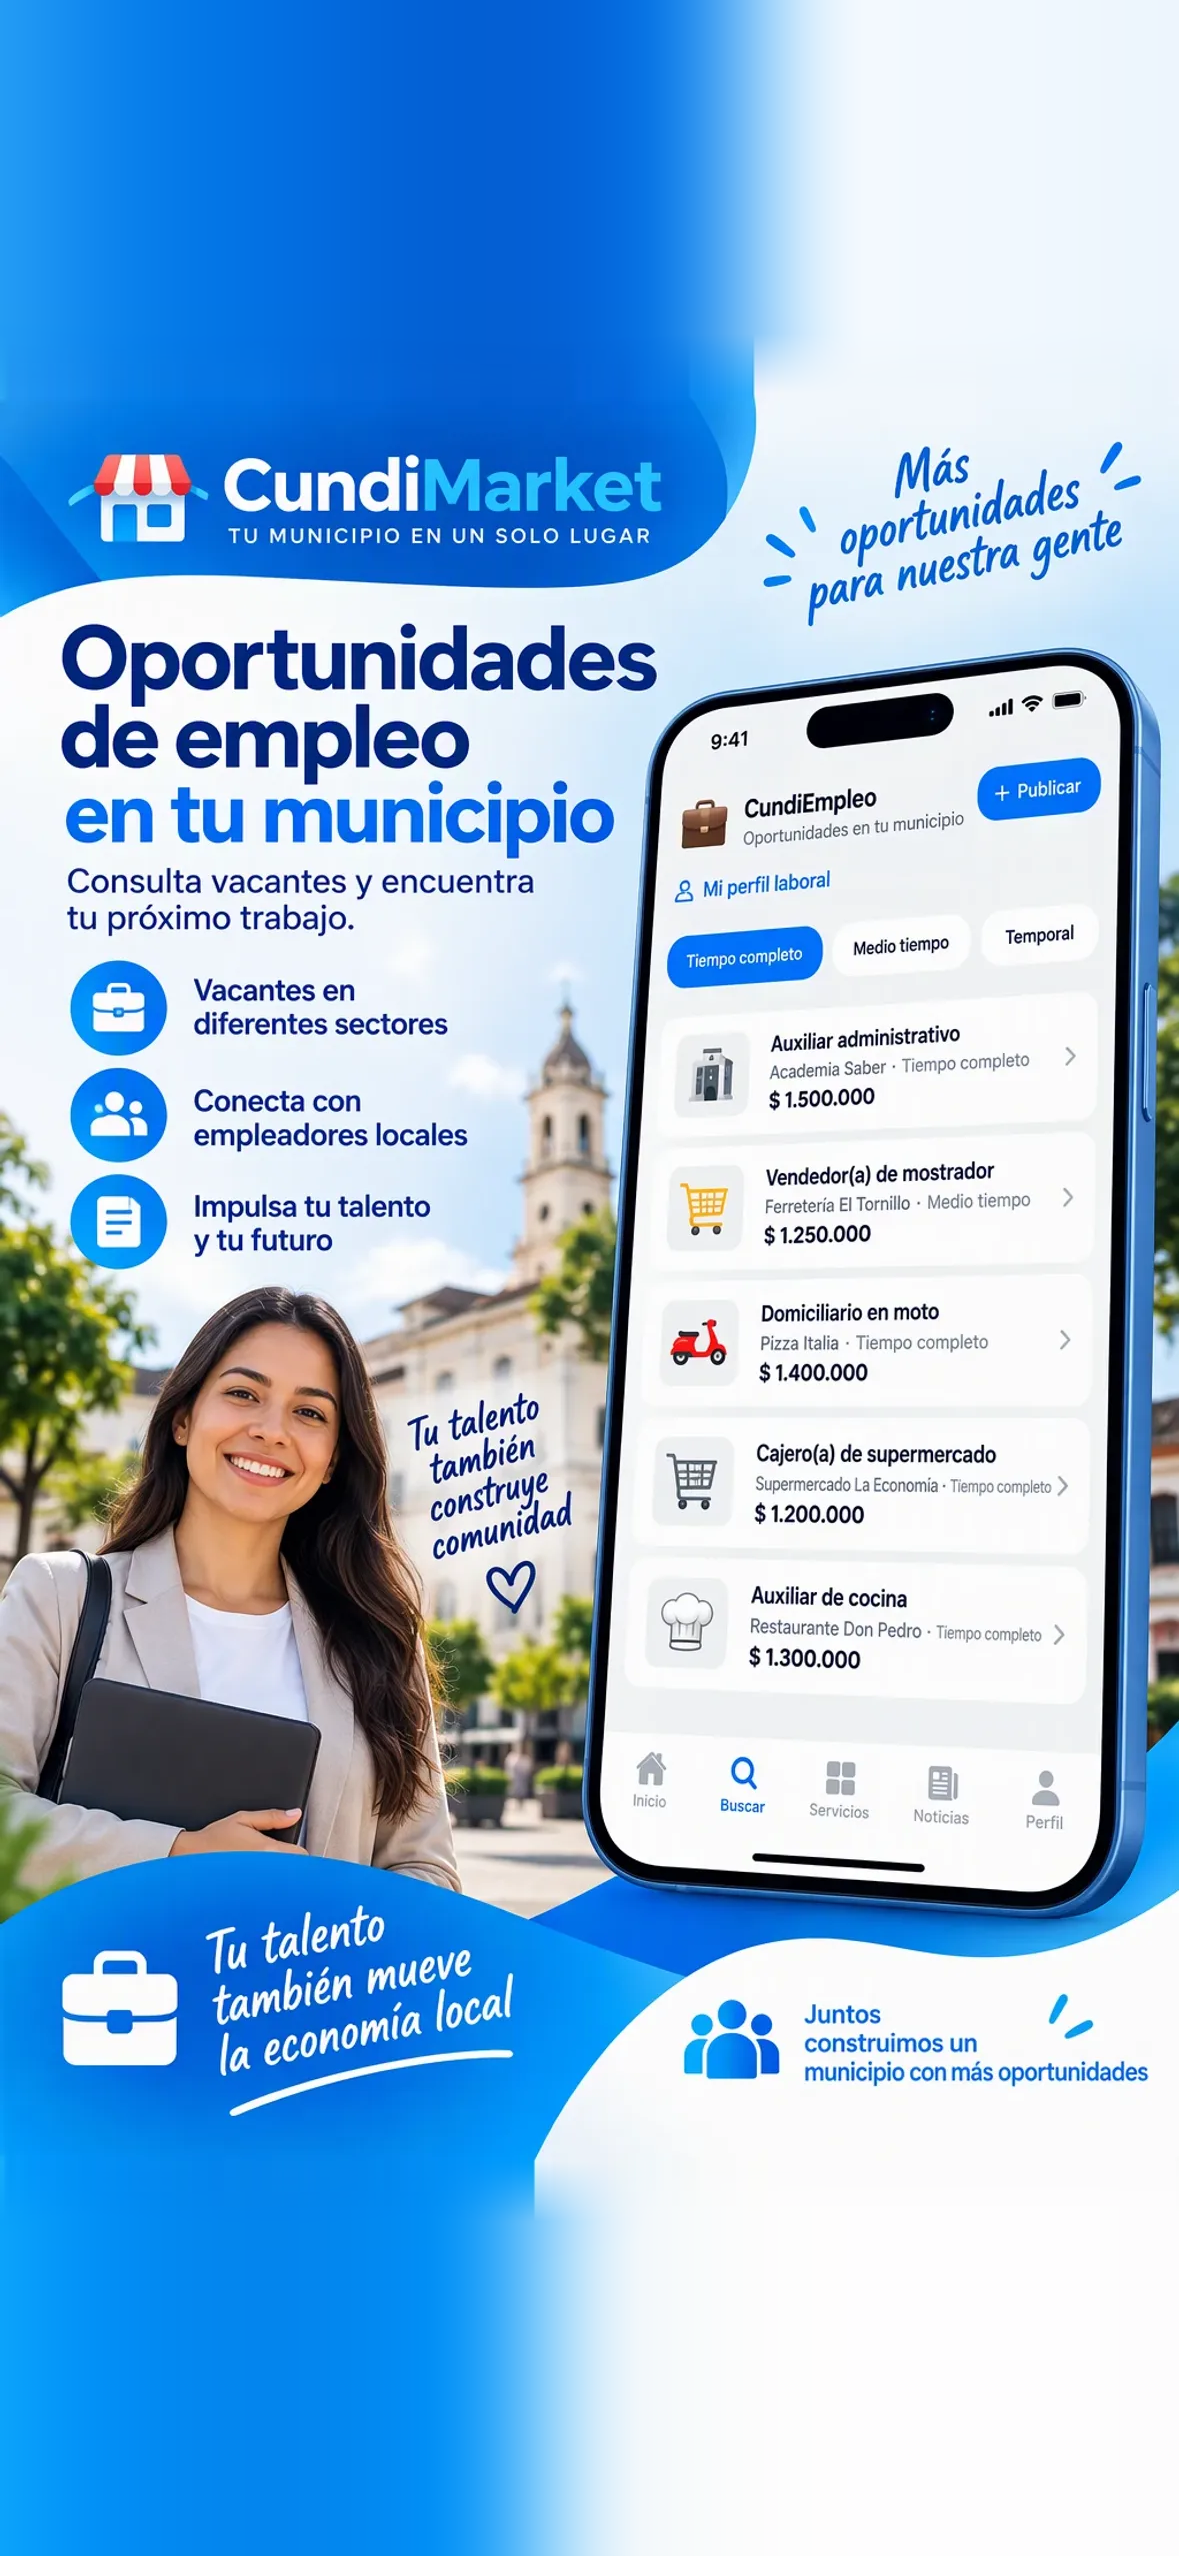 CundiMarket
TU MUNICIPIO EN UN SOLO LUGAR
Más
oportunidades
para nuestra gente
Oportunidades
de empleo
en tu municipio
Consulta vacantes y encuentra
tu próximo trabajo.
Vacantes en
diferentes sectores
Conecta con
empleadores locales
Impulsa tu talento
y tu futuro
Tu talento
también
construye
comunidad
9:41
CundiEmpleo
Oportunidades en tu municipio
+ Publicar
Mi perfil laboral
Tiempo completo
Medio tiempo
Temporal
Auxiliar administrativo
Academia Saber · Tiempo completo
$ 1.500.000
Vendedor(a) de mostrador
Ferretería El Tornillo · Medio tiempo
$ 1.250.000
Domiciliario en moto
Pizza Italia · Tiempo completo
$ 1.400.000
Cajero(a) de supermercado
Supermercado La Economía · Tiempo completo
$ 1.200.000
Auxiliar de cocina
Restaurante Don Pedro · Tiempo completo
$ 1.300.000
Inicio
Buscar
Servicios
Noticias
Perfil
Tu talento
también mueve
la economía local
Juntos
construimos un
municipio con más oportunidades